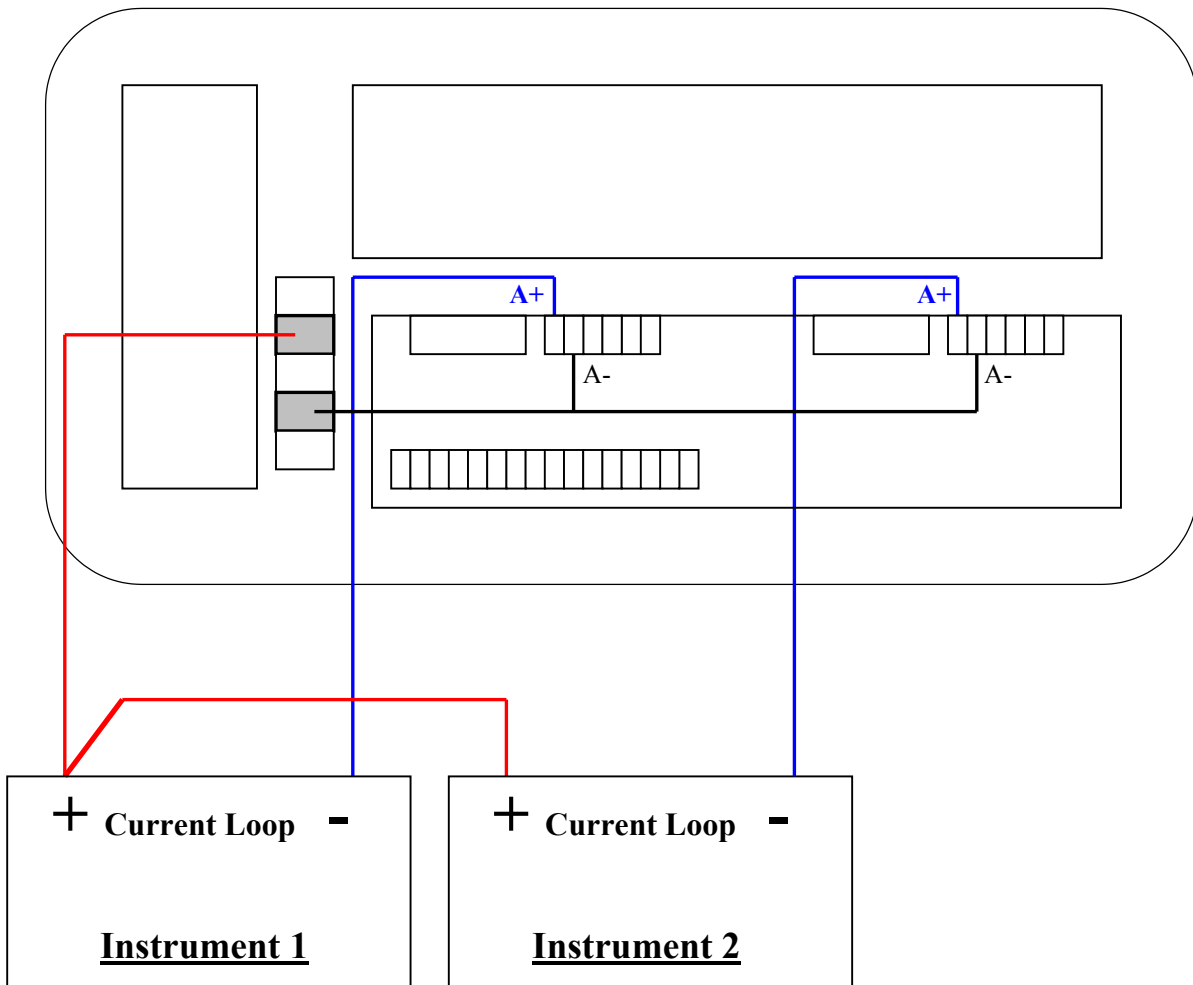 A+ A+
A- A-
+ Current Loop - + Current Loop -
Instrument 1 Instrument 2